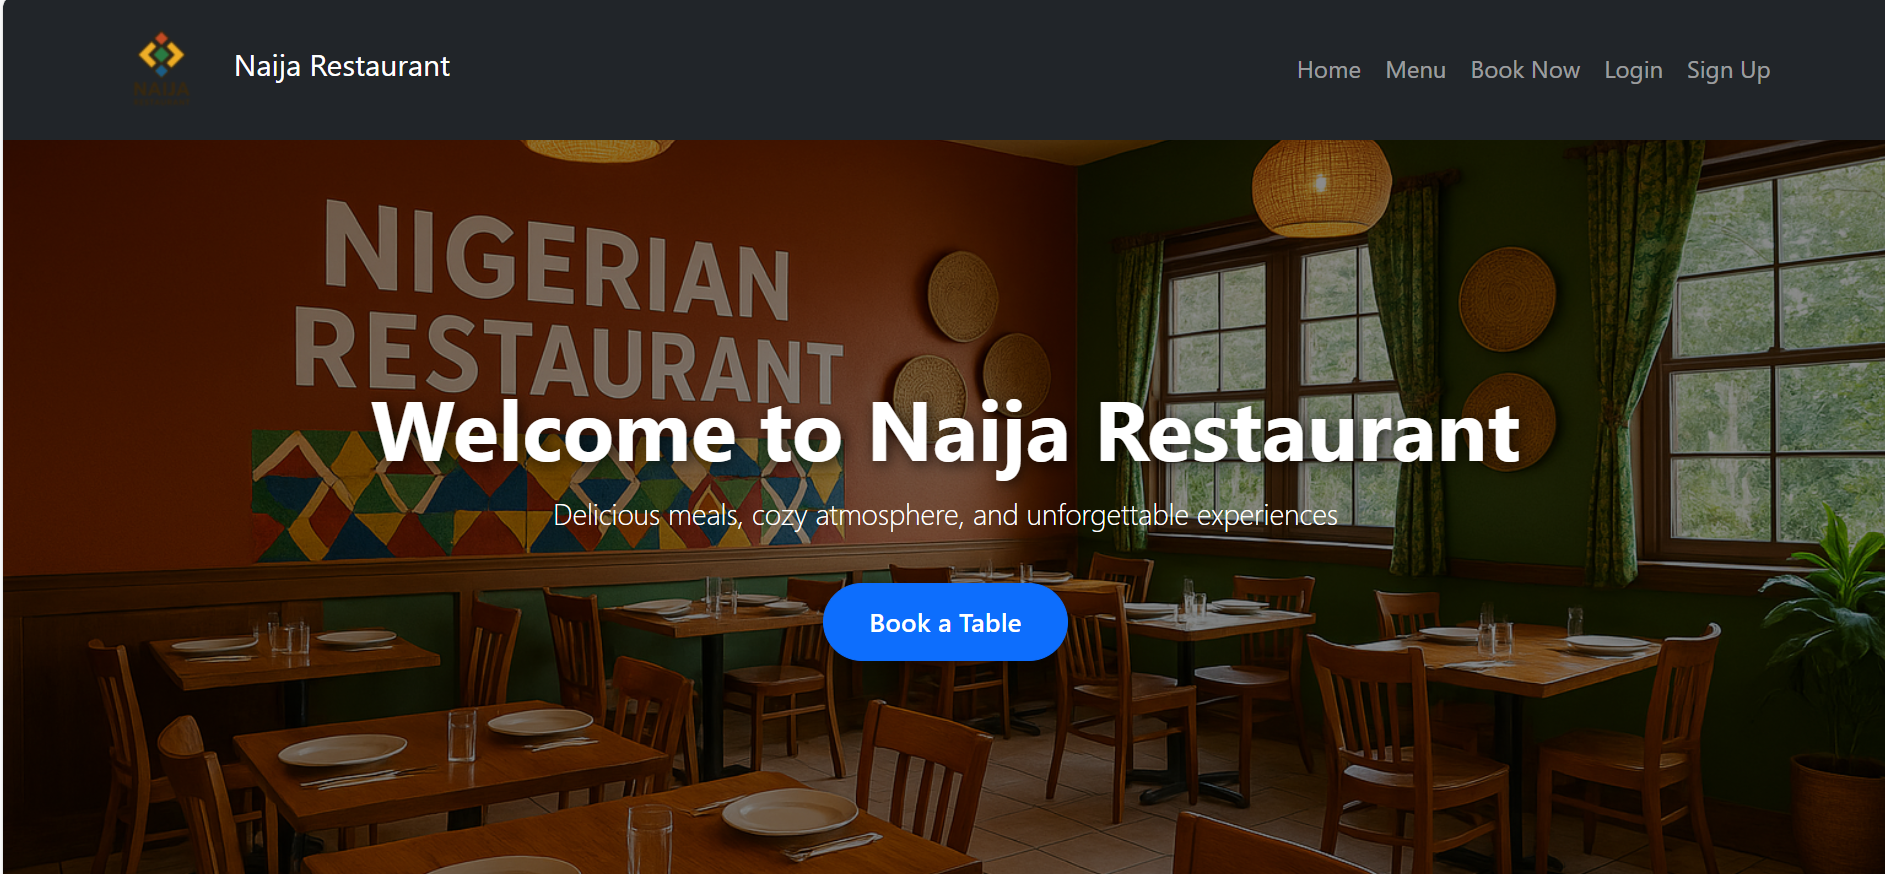 NAIJA
Naija Restaurant
Home Menu Book Now Login Sign Up
NIGERIAN
RESTAURANT
Welcome to Naija Restaurant
Delicious meals, cozy atmosphere, and unforgettable experiences
Book a Table